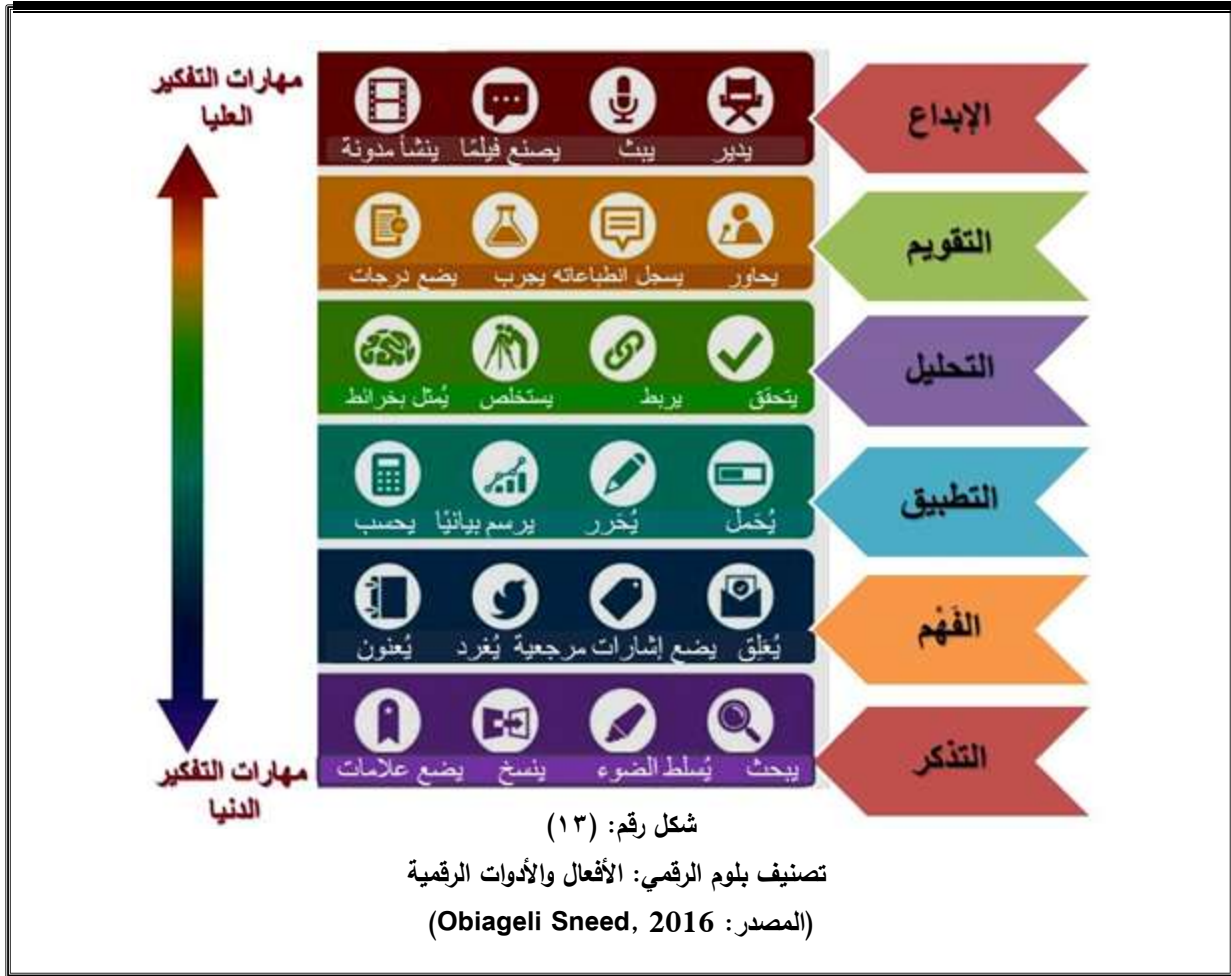 مهارات التفكير
العليا
الإبداع
يدير يبث يصنع فيلمًا ينشأ مدونة
التقويم
يحاور يسجل انطباعاته يجرب يضع درجات
التحليل
يتحقق يربط يستخلص يُمثل بخرائط
التطبيق
يُحَمل يُحَرر يرسم بيانيًا يحسب
الفَهْم
يُعَلِق يضع إشارات مرجعية يُغرد يُعنون
التذكر
يبحث يُسلط الضوء ينسخ يضع علامات
مهارات التفكير
الدنيا
شكل رقم: (١٣)
تصنيف بلوم الرقمي: الأفعال والأدوات الرقمية
(المصدر: Obiageli Sneed, 2016)